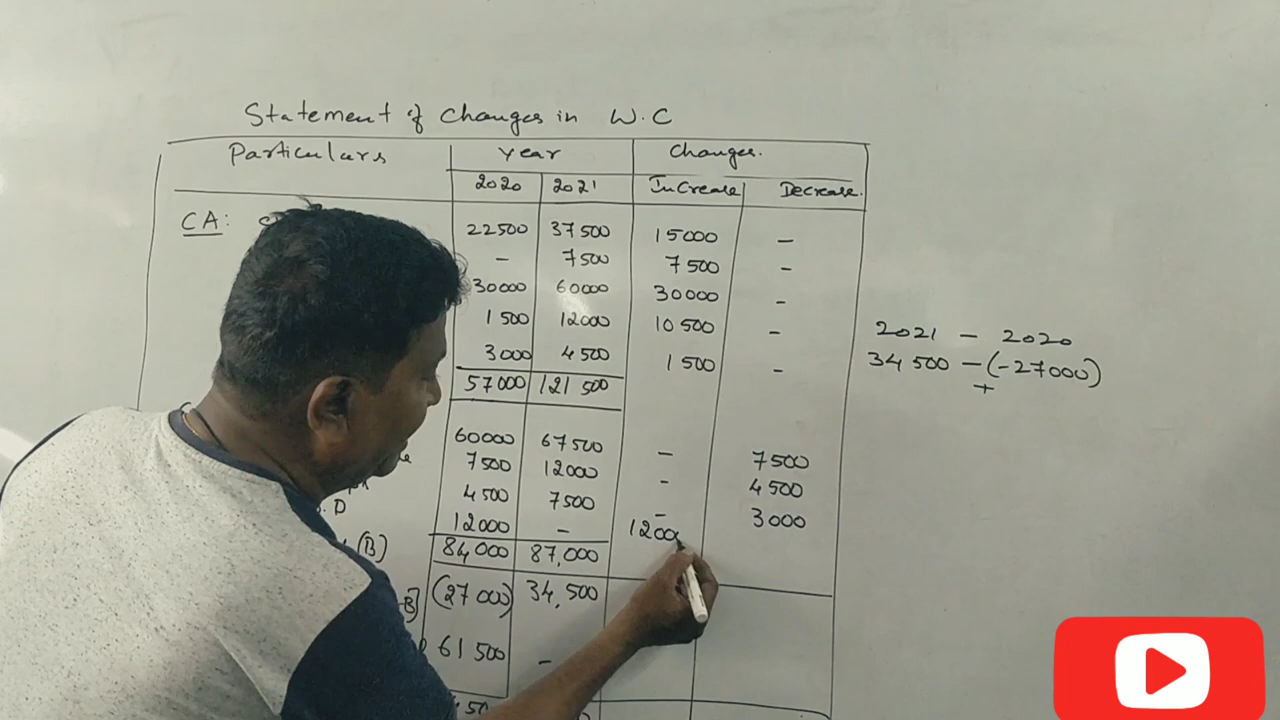 Statement of Changes in W.C
Particulars Year Changes.
2020 2021 Increase Decrease.
CA:
22500 37500 15000 -
- 7500 7500 -
30000 60000 30000 -
1500 12000 10500 -
3000 4500 1500 -
57000 121500
2021 - 2020
34500 - (-27000)
+
60000 67500 - 7500
7500 12000 - 4500
4500 7500 - 3000
D
12000 - 1200
(B) 84000 87,000
B] (27000) 34,500
61500 -